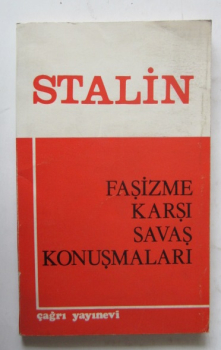 STALİN
FAŞİZME
KARŞI
SAVAŞ
KONUŞMALARI
çağrı yayınevi